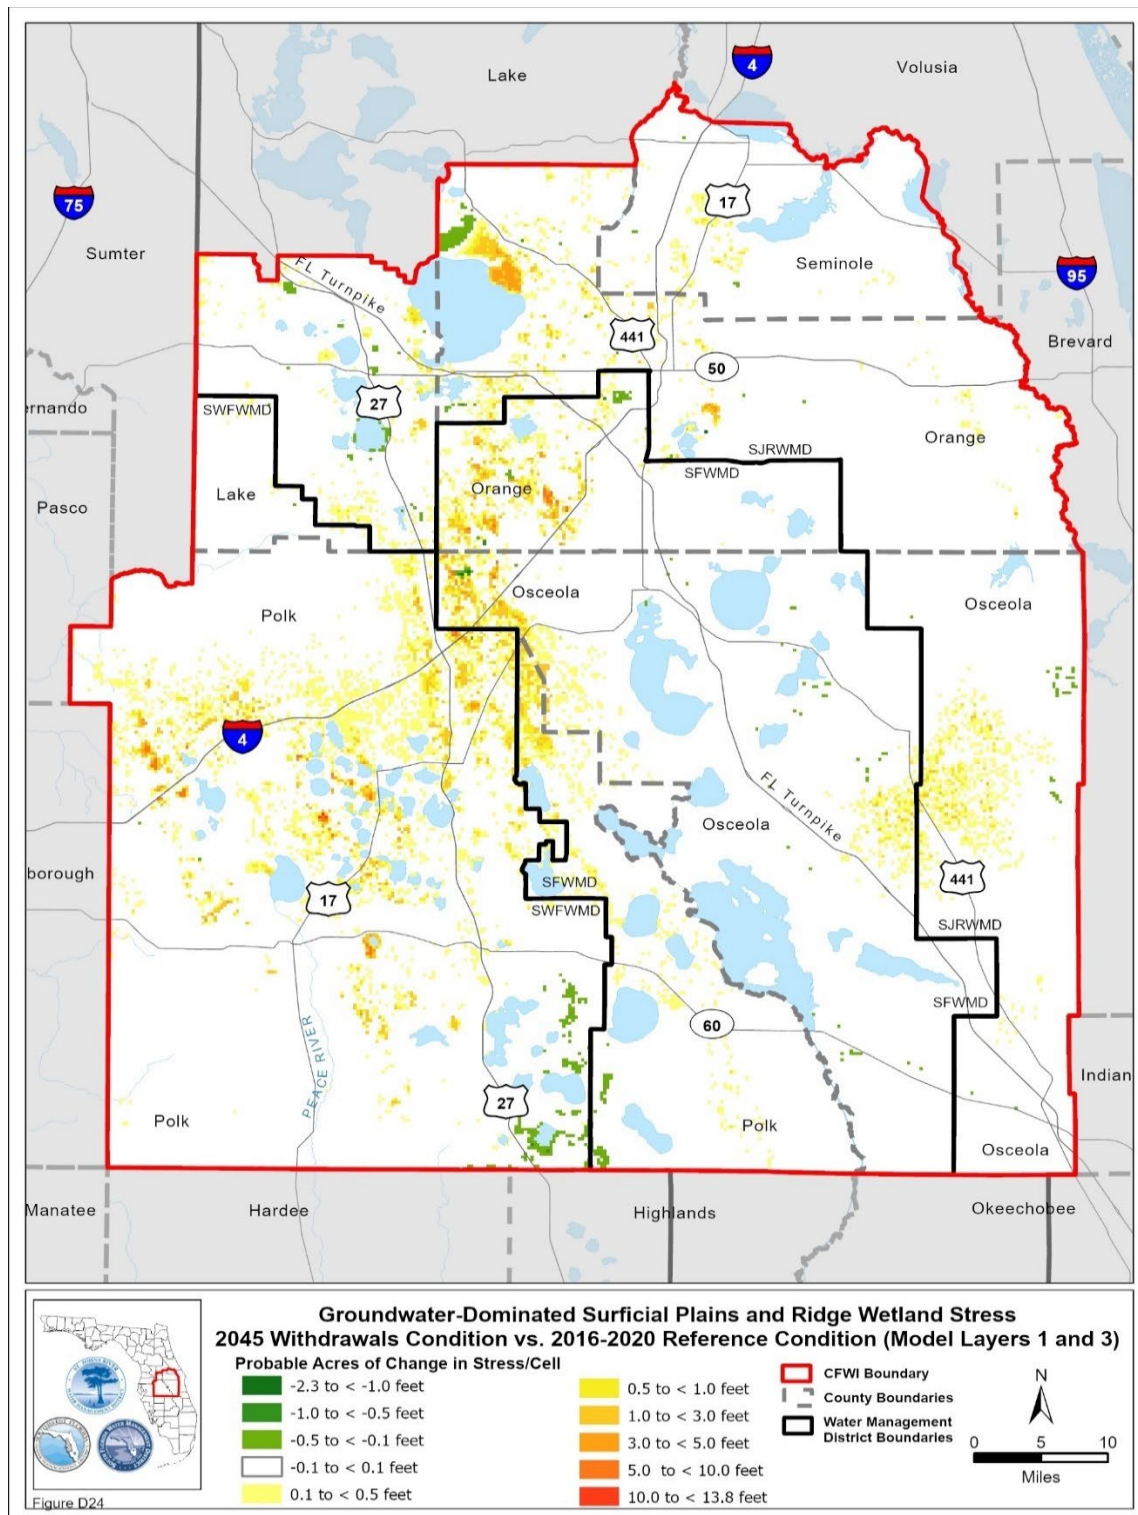 Lake
Volusia
4
75
17
Sumter
Seminole
95
FL Turnpike
441
Brevard
50
27
ernando
SWFWMD
Orange
SJRWMD
SFWMD
Lake
Orange
Pasco
Osceola
Osceola
Polk
4
FL Turnpike
Osceola
borough
441
SFWMD
17
SWFWMD
SJRWMD
SFWMD
60
PEACE RIVER
Indian
27
Polk
Polk
Osceola
Manatee
Hardee
Highlands
Okeechobee
Groundwater-Dominated Surficial Plains and Ridge Wetland Stress
2045 Withdrawals Condition vs. 2016-2020 Reference Condition (Model Layers 1 and 3)
Probable Acres of Change in Stress/Cell
-2.3 to < -1.0 feet
-1.0 to < -0.5 feet
-0.5 to < -0.1 feet
-0.1 to < 0.1 feet
0.1 to < 0.5 feet
0.5 to < 1.0 feet
1.0 to < 3.0 feet
3.0 to < 5.0 feet
5.0 to < 10.0 feet
10.0 to < 13.8 feet
CFWI Boundary
County Boundaries
Water Management
District Boundaries
N
0 5 10
Miles
Figure D24